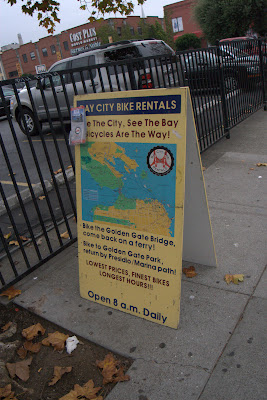 COST PLUS
BAY CITY BIKE RENTALS
See The City, See The Bay
Bicycles Are The Way!
Bike the Golden Gate Bridge,
come back on a ferry!
Bike to Golden Gate Park,
return by Presidio/Marina path!
LOWEST PRICES, FINEST BIKES
LONGEST HOURS!!!
Open 8 a.m. Daily